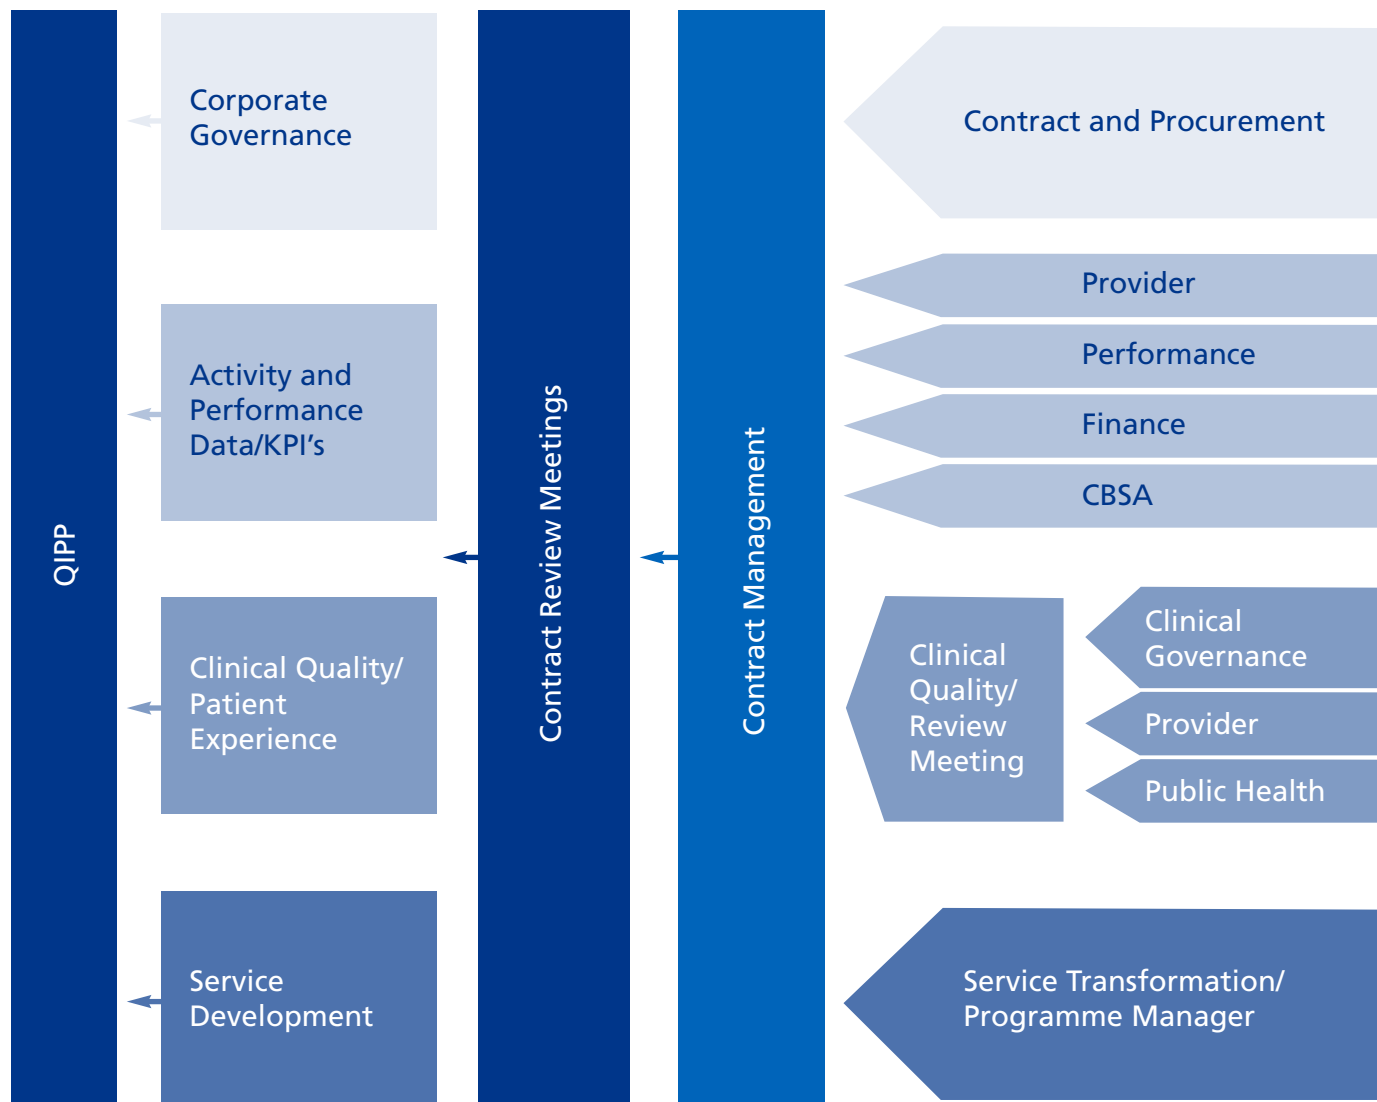 QIPP
Corporate
Governance
Activity and
Performance
Data/KPI’s
Clinical Quality/
Patient
Experience
Service
Development
Contract Review Meetings
Contract Management
Contract and Procurement
Provider
Performance
Finance
CBSA
Clinical
Quality/
Review
Meeting
Clinical
Governance
Provider
Public Health
Service Transformation/
Programme Manager